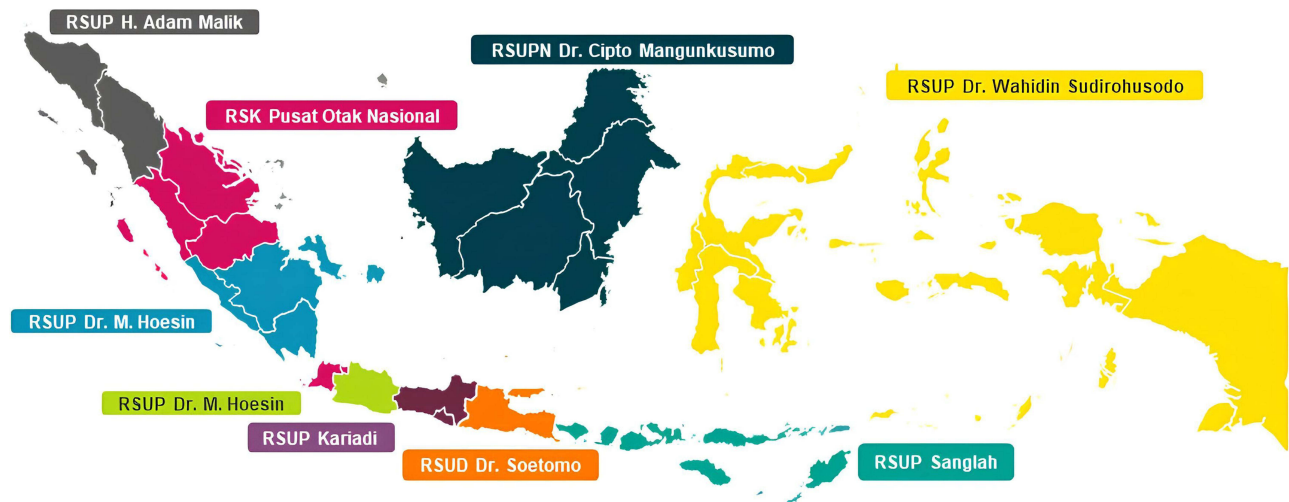 RSUP H. Adam Malik
RSUPN Dr. Cipto Mangunkusumo
RSUP Dr. Wahidin Sudirohusodo
RSK Pusat Otak Nasional
RSUP Dr. M. Hoesin
RSUP Dr. M. Hoesin
RSUP Kariadi
RSUD Dr. Soetomo
RSUP Sanglah